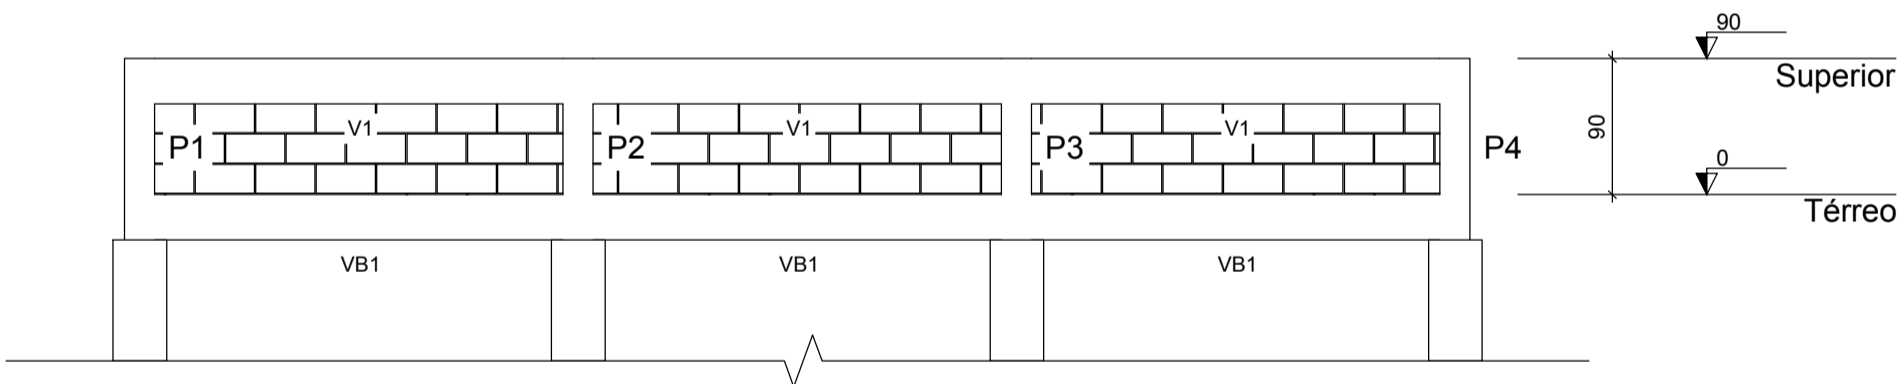 90
Superior
V1 V1 V1
90
P1 P2 P3 P4
0
Térreo
VB1 VB1 VB1